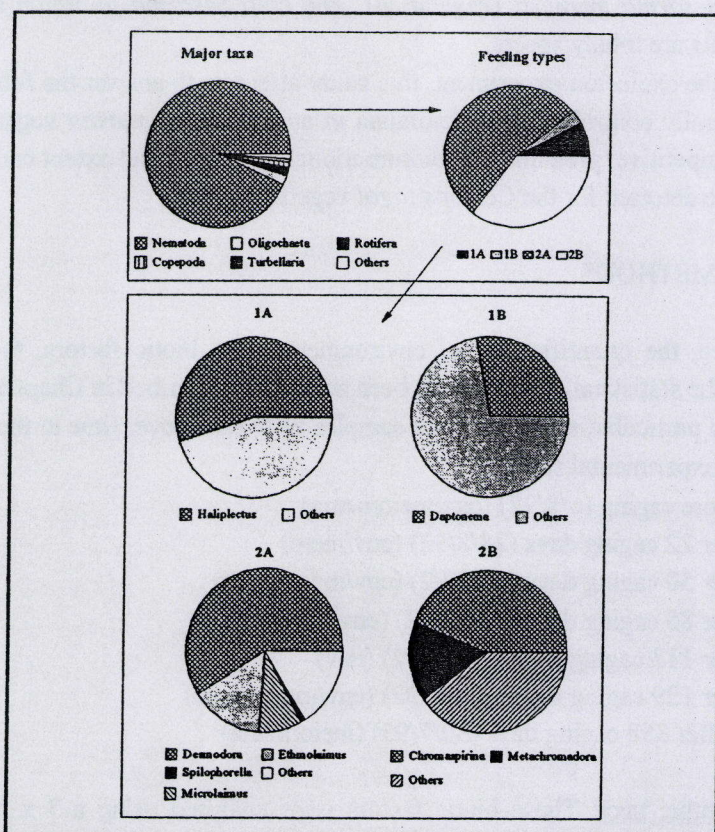 Major taxa
Feeding types
Nematoda Oligochaeta Rotifera
Copepoda Turbellaria Others
1A 1B 2A 2B
1A
1B
Haliplectus Others
Daptonema Others
2A
2B
Desmodora Ethmolaimus
Spilophorella Others
Microlaimus
Chromaspirina Metachromadora
Others